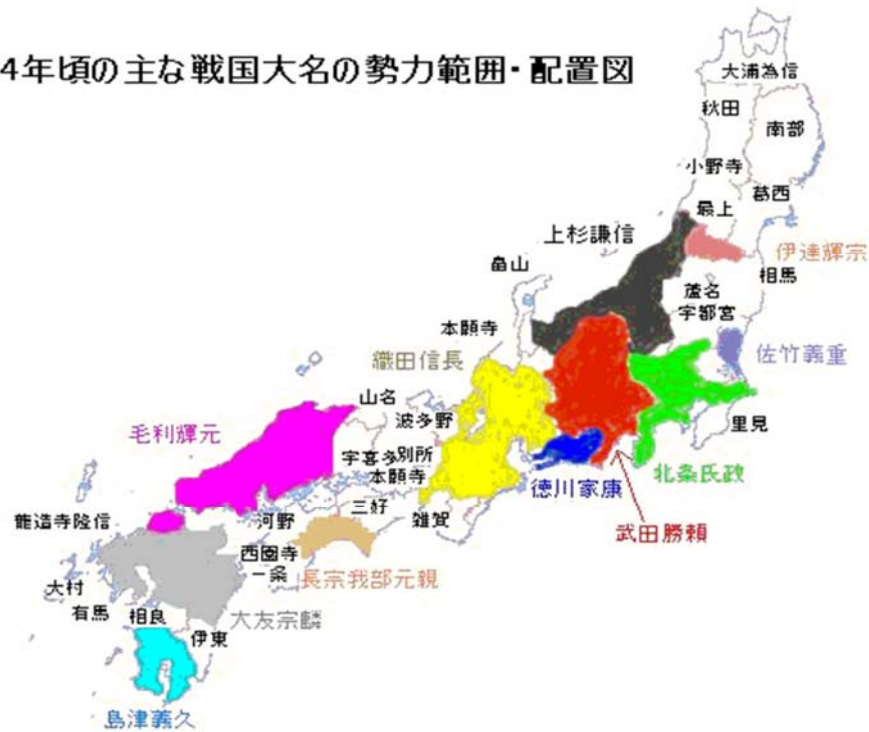 4年頃の主な戦国大名の勢力範囲・配置図
大浦為信
秋田
南部
小野寺
葛西
最上
上杉謙信
伊達輝宗
畠山
相馬
蘆名
宇都宮
本願寺
織田信長
佐竹義重
山名
波多野
里見
毛利輝元
宇喜多
別所
本願寺
北条氏政
徳川家康
三好
龍造寺隆信
河野
雑賀
武田勝頼
西園寺
一条
長宗我部元親
大村
有馬
相良
大友宗麟
伊東
島津義久